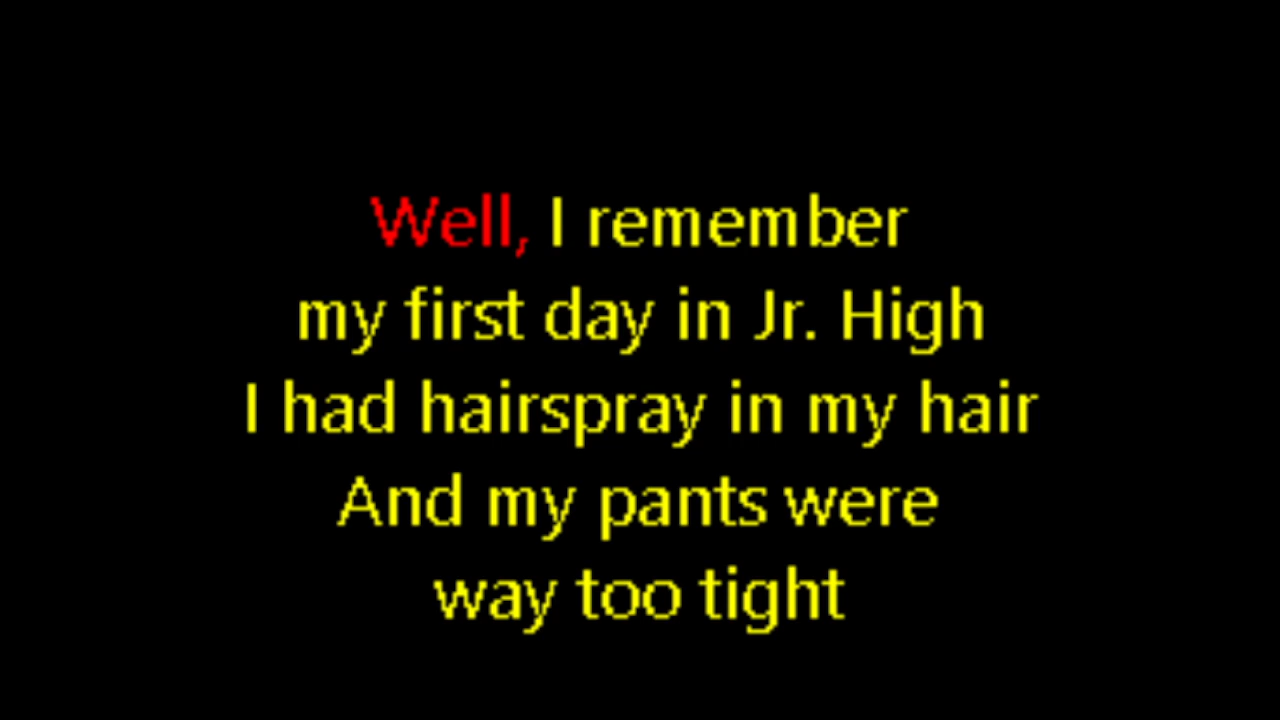 Well, I remember
my first day in Jr. High
I had hairspray in my hair
And my pants were
way too tight